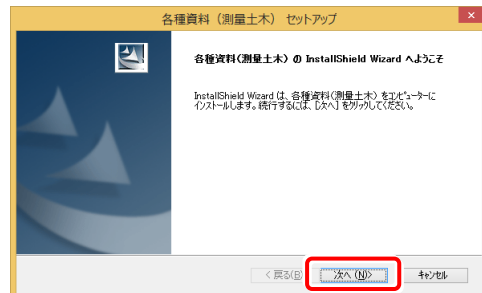 各種資料（測量土木） セットアップ
各種資料(測量土木) の InstallShield Wizard へようこそ
InstallShield Wizard は、各種資料(測量土木) をｺﾝﾋﾟｭｰﾀｰに
ｲﾝｽﾄｰﾙします。続行するには、[次へ] をｸﾘｯｸしてください。
< 戻る(B)
次へ (N)>
ｷｬﾝｾﾙ